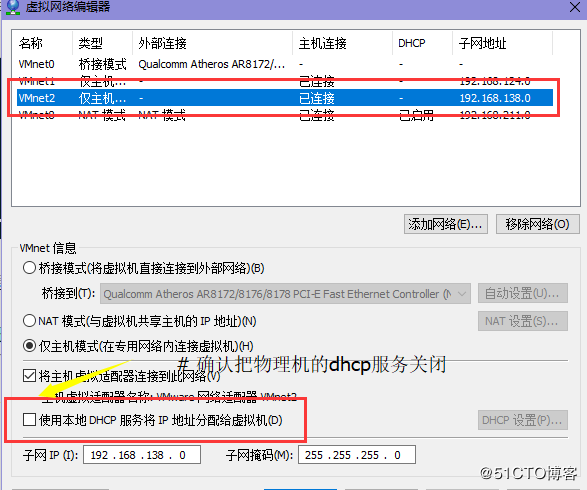 虚拟网络编辑器
名称 类型 外部连接 主机连接 DHCP 子网地址
VMnet0 桥接模式 Qualcomm Atheros AR8172/... - - -
VMnet1 仅主机... - 已连接 - 192.168.124.0
VMnet2 仅主机... - 已连接 - 192.168.138.0
VMnet8 NAT 模式 NAT 模式 已连接 已启用 192.168.211.0
添加网络(E)... 移除网络(O)
VMnet 信息
桥接模式(将虚拟机直接连接到外部网络)(B)
桥接到(T): Qualcomm Atheros AR8172/8176/8178 PCI-E Fast Ethernet Controller (N 自动设置(U)...
NAT 模式(与虚拟机共享主机的 IP 地址)(N) NAT 设置(S)...
仅主机模式(在专用网络内连接虚拟机)(H)
# 确认把物理机的dhcp服务关闭
将主机虚拟适配器连接到此网络(V)
主机虚拟适配器名称: VMware 网络适配器 VMnet2
使用本地 DHCP 服务将 IP 地址分配给虚拟机(D) DHCP 设置(P)...
子网 IP (I): 192 . 168 . 138 . 0 子网掩码(M): 255 . 255 . 255 . 0
@51CTO博客